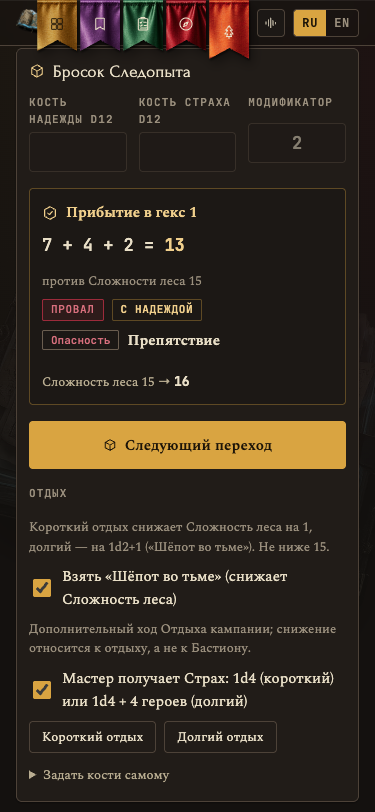 RU EN
Бросок Следопыта
КОСТЬ
НАДЕЖДЫ D12
КОСТЬ СТРАХА
D12
МОДИФИКАТОР
2
Прибытие в гекс 1
7 + 4 + 2 = 13
против Сложности леса 15
ПРОВАЛ С НАДЕЖДОЙ
Опасность Препятствие
Сложность леса 15 → 16
Следующий переход
ОТДЫХ
Короткий отдых снижает Сложность леса на 1,
долгий — на 1d2+1 («Шёпот во тьме»). Не ниже 15.
Взять «Шёпот во тьме» (снижает
Сложность леса)
Дополнительный ход Отдыха кампании; снижение
относится к отдыху, а не к Бастиону.
Мастер получает Страх: 1d4 (короткий)
или 1d4 + 4 героев (долгий)
Короткий отдых Долгий отдых
Задать кости самому